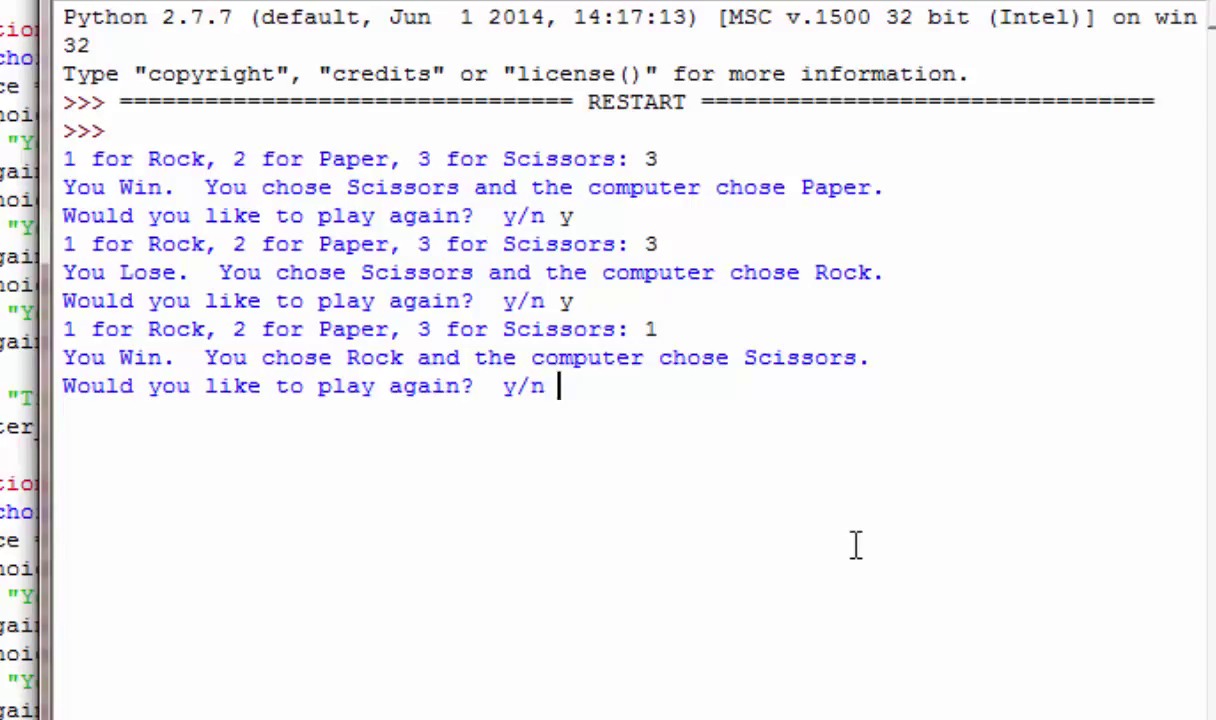 Python 2.7.7 (default, Jun  1 2014, 14:17:13) [MSC v.1500 32 bit (Intel)] on win
32
Type "copyright", "credits" or "license()" for more information.
>>> ================================ RESTART ================================
>>>
1 for Rock, 2 for Paper, 3 for Scissors: 3
You Win.  You chose Scissors and the computer chose Paper.
Would you like to play again?  y/n y
1 for Rock, 2 for Paper, 3 for Scissors: 3
You Lose.  You chose Scissors and the computer chose Rock.
Would you like to play again?  y/n y
1 for Rock, 2 for Paper, 3 for Scissors: 1
You Win.  You chose Rock and the computer chose Scissors.
Would you like to play again?  y/n